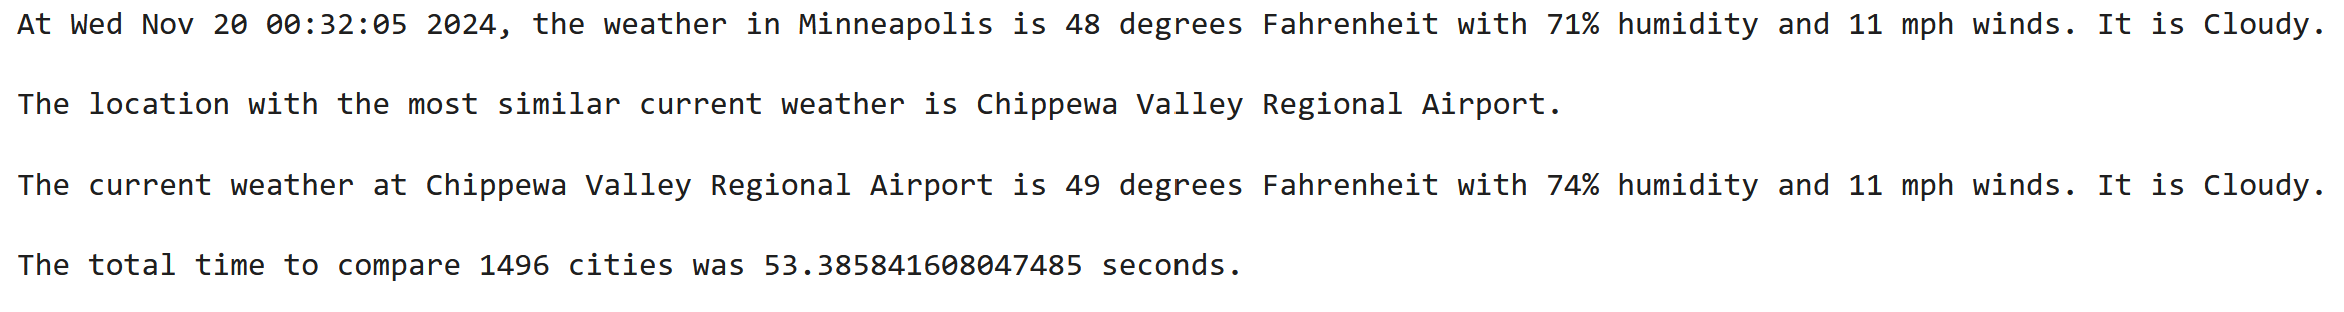 At Wed Nov 20 00:32:05 2024, the weather in Minneapolis is 48 degrees Fahrenheit with 71% humidity and 11 mph winds. It is Cloudy.
The location with the most similar current weather is Chippewa Valley Regional Airport.
The current weather at Chippewa Valley Regional Airport is 49 degrees Fahrenheit with 74% humidity and 11 mph winds. It is Cloudy.
The total time to compare 1496 cities was 53.385841608047485 seconds.